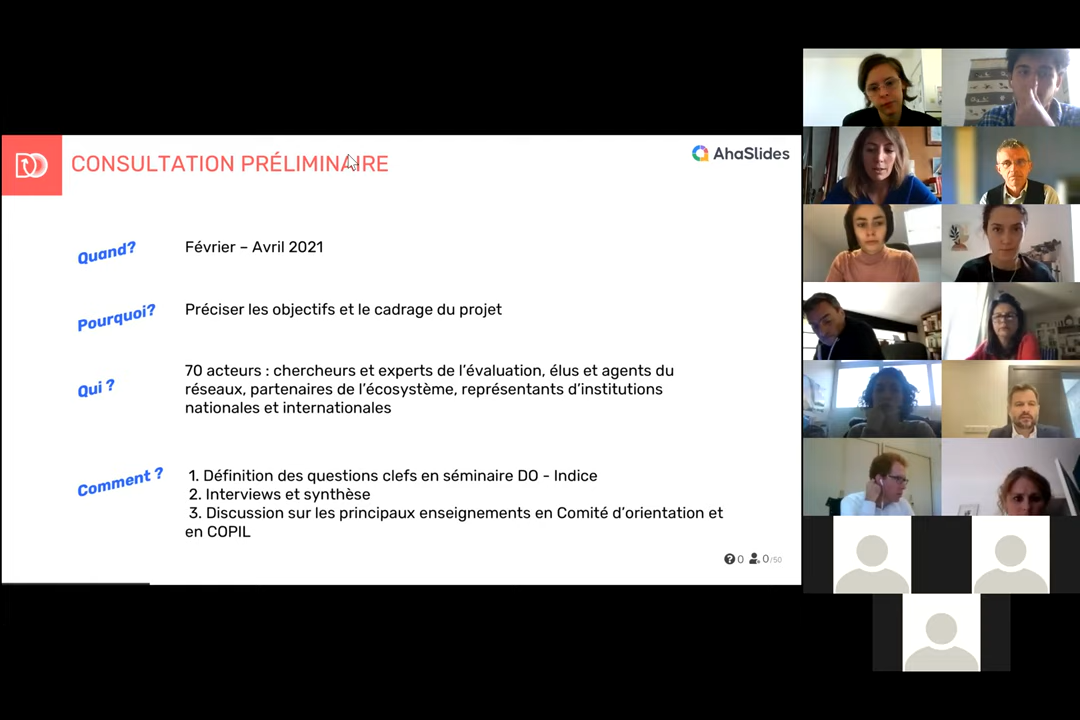 CONSULTATION PRÉLIMINAIRE
AhaSlides
Quand?
Février – Avril 2021
Pourquoi?
Préciser les objectifs et le cadrage du projet
Qui ?
70 acteurs : chercheurs et experts de l'évaluation, élus et agents du
réseaux, partenaires de l'écosystème, représentants d'institutions
nationales et internationales
Comment ?
1. Définition des questions clefs en séminaire DO - Indice
2. Interviews et synthèse
3. Discussion sur les principaux enseignements en Comité d'orientation et
en COPIL
0 0/50